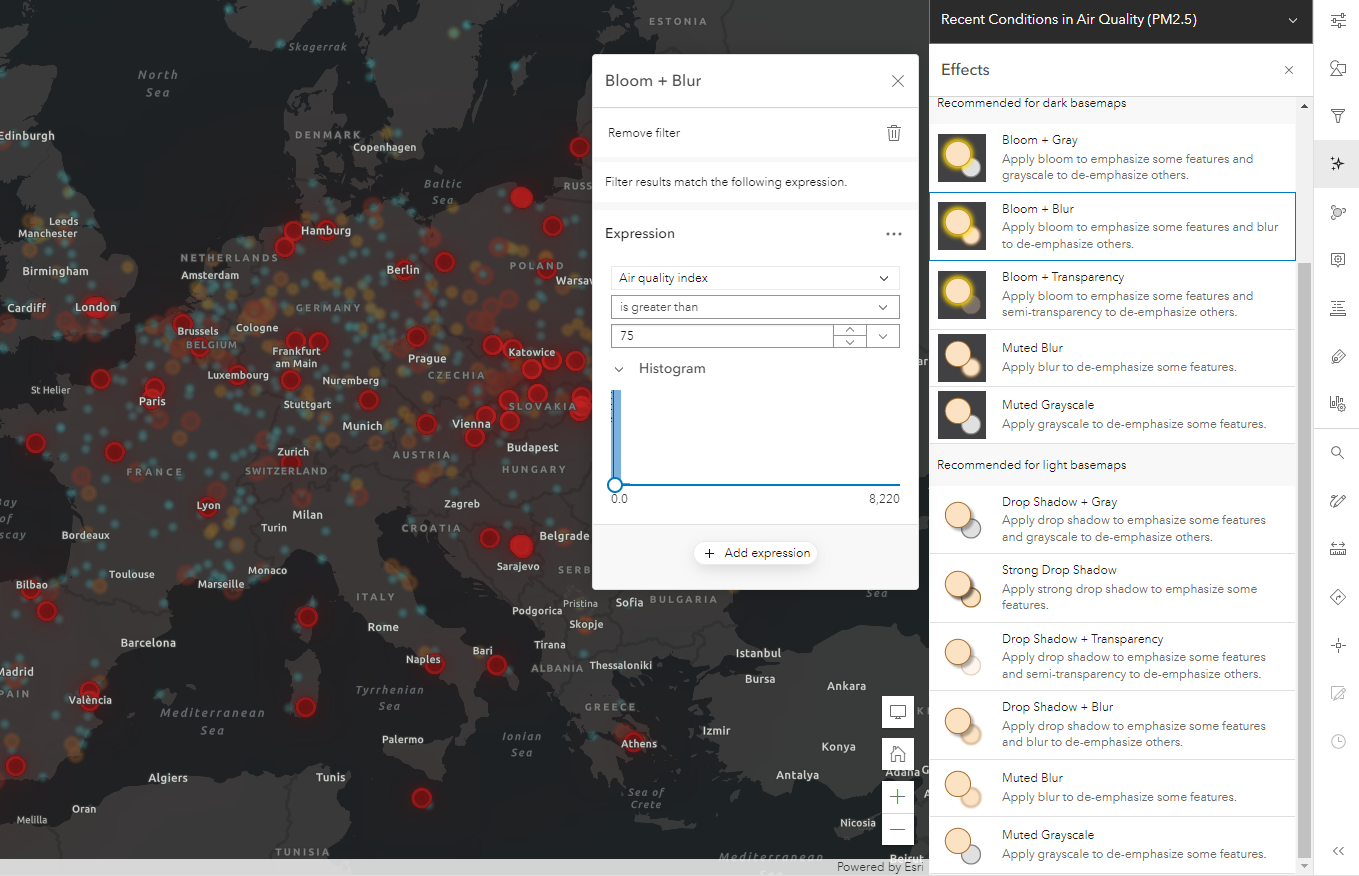 ESTONIA
Skagerrak
North
Sea
Edinburgh
DENMARK
Copenhagen
Baltic
Sea
RUSS
Leeds
Manchester
Hamburg
NETHERLANDS
Amsterdam
Birmingham
Berlin
POLAND
Warsaw
Cardiff
London
GERMANY
Brussels
Cologne
BELGIUM
Frankfurt
am Main
Prague
Katowice
Luxembourg
Nuremberg
CZECHIA
St Helier
Paris
Stuttgart
SLOVAKIA
Munich
Vienna
Zurich
AUSTRIA
Budapest
FRANCE
SWITZERLAND
HUNGARY
Bay
of
scay
Lyon
Milan
Zagreb
Turin
CROATIA
Bordeaux
Belgrade
Toulouse
Monaco
Sarajevo
SERB
Bilbao
Marseille
ITALY
Podgorica
Pristina
Sofia
BULGARIA
Sea
Rome
Skopje
Barcelona
Tirana
Istanbul
Naples
Bari
ALBANIA
Thessaloniki
Madrid
Bursa
Ankara
PAIN
València
Tyrrhenian
Sea
GREECE
Mediterranean
Sea
Izmir
Palermo
Ionian
Sea
Athens
Konya
Algiers
Tunis
Antalya
Adana
Sea of
Crete
Oran
Melilla
Nicosia
TUNISIA
Mediterranean
Sea
Beirut
Powered by Esri
Bloom + Blur
Remove filter
Filter results match the following expression.
Expression
Air quality index
is greater than
75
Histogram
0.0
8,220
Add expression
Recent Conditions in Air Quality (PM2.5)
Effects
Recommended for dark basemaps
Bloom + Gray
Apply bloom to emphasize some features and
grayscale to de-emphasize others.
Bloom + Blur
Apply bloom to emphasize some features and blur
to de-emphasize others.
Bloom + Transparency
Apply bloom to emphasize some features and
semi-transparency to de-emphasize others.
Muted Blur
Apply blur to de-emphasize some features.
Muted Grayscale
Apply grayscale to de-emphasize some features.
Recommended for light basemaps
Drop Shadow + Gray
Apply drop shadow to emphasize some features
and grayscale to de-emphasize others.
Strong Drop Shadow
Apply strong drop shadow to emphasize some
features.
Drop Shadow + Transparency
Apply drop shadow to emphasize some features
and semi-transparency to de-emphasize others.
Drop Shadow + Blur
Apply drop shadow to emphasize some features
and blur to de-emphasize others.
Muted Blur
Apply blur to de-emphasize some features.
Muted Grayscale
Apply grayscale to de-emphasize some features.